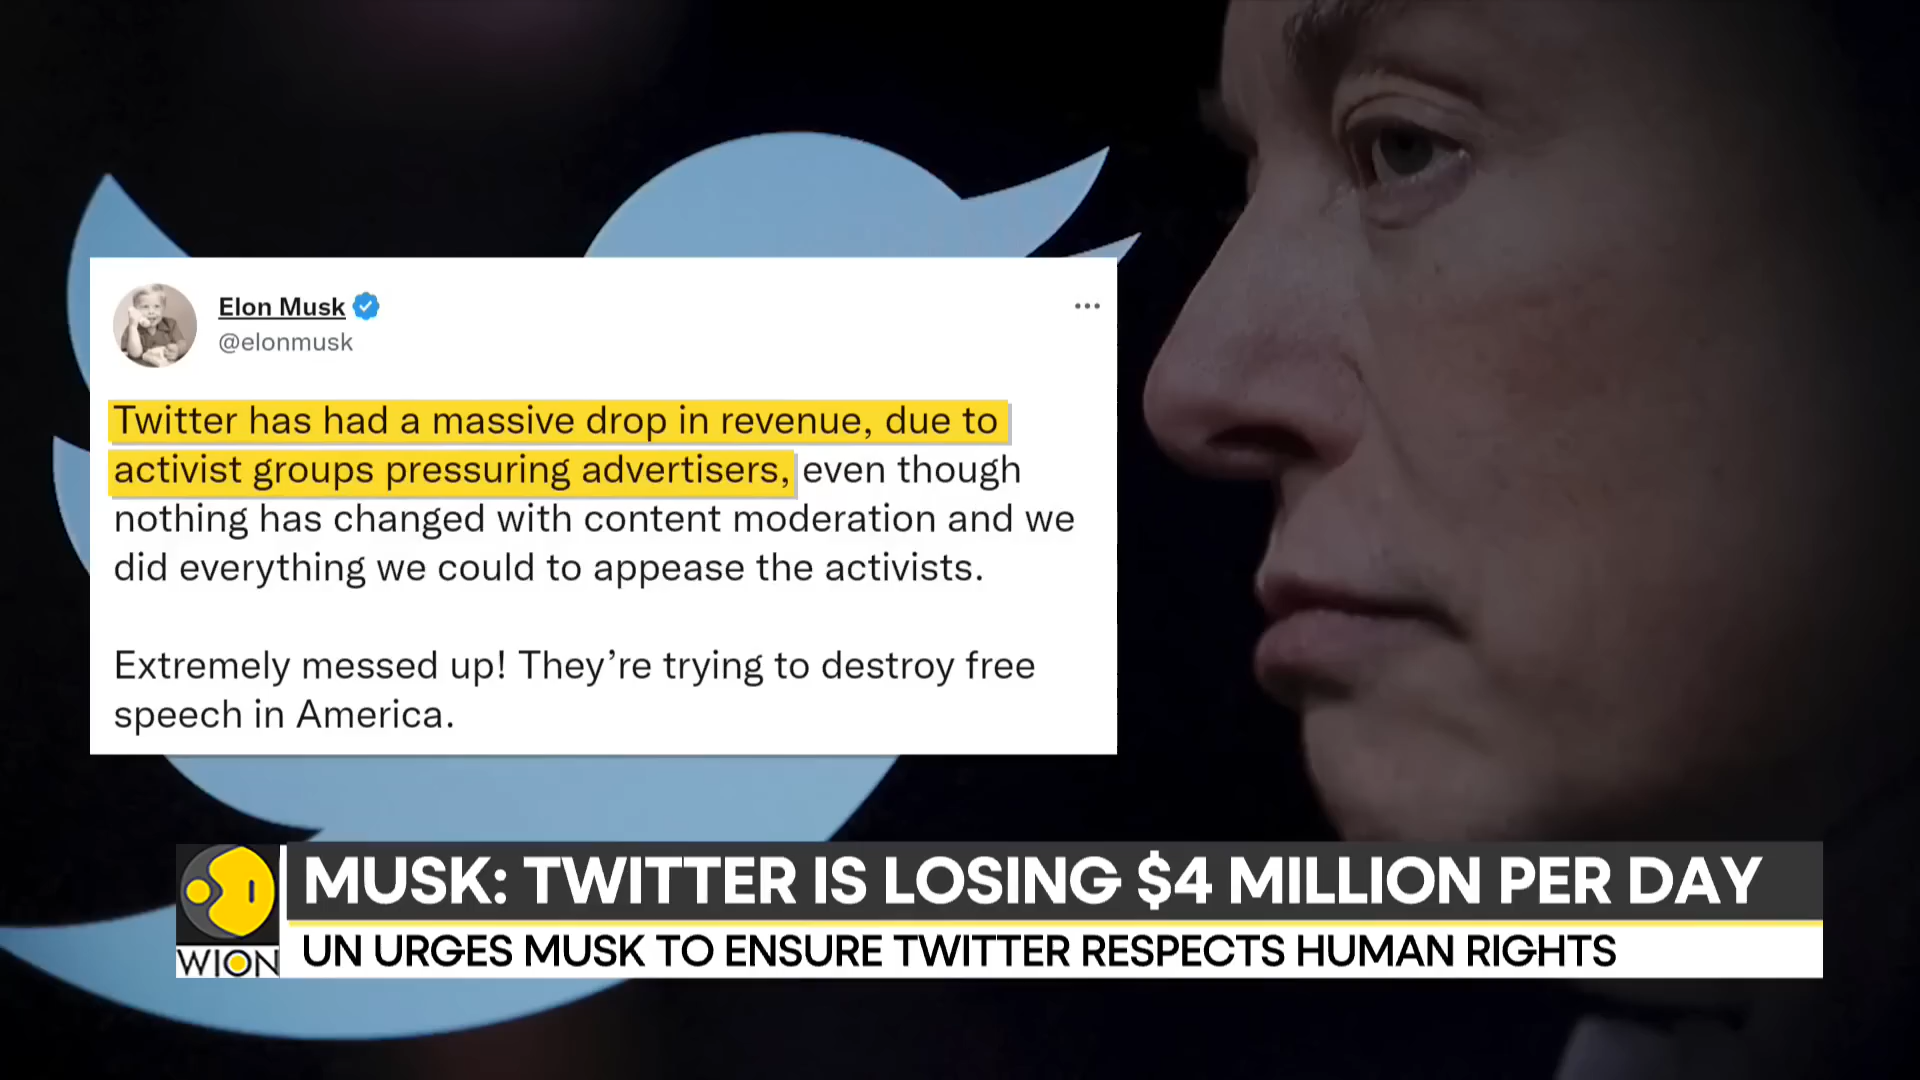 Elon Musk
@elonmusk
Twitter has had a massive drop in revenue, due to
activist groups pressuring advertisers, even though
nothing has changed with content moderation and we
did everything we could to appease the activists.
Extremely messed up! They’re trying to destroy free
speech in America.
MUSK: TWITTER IS LOSING $4 MILLION PER DAY
UN URGES MUSK TO ENSURE TWITTER RESPECTS HUMAN RIGHTS
WION